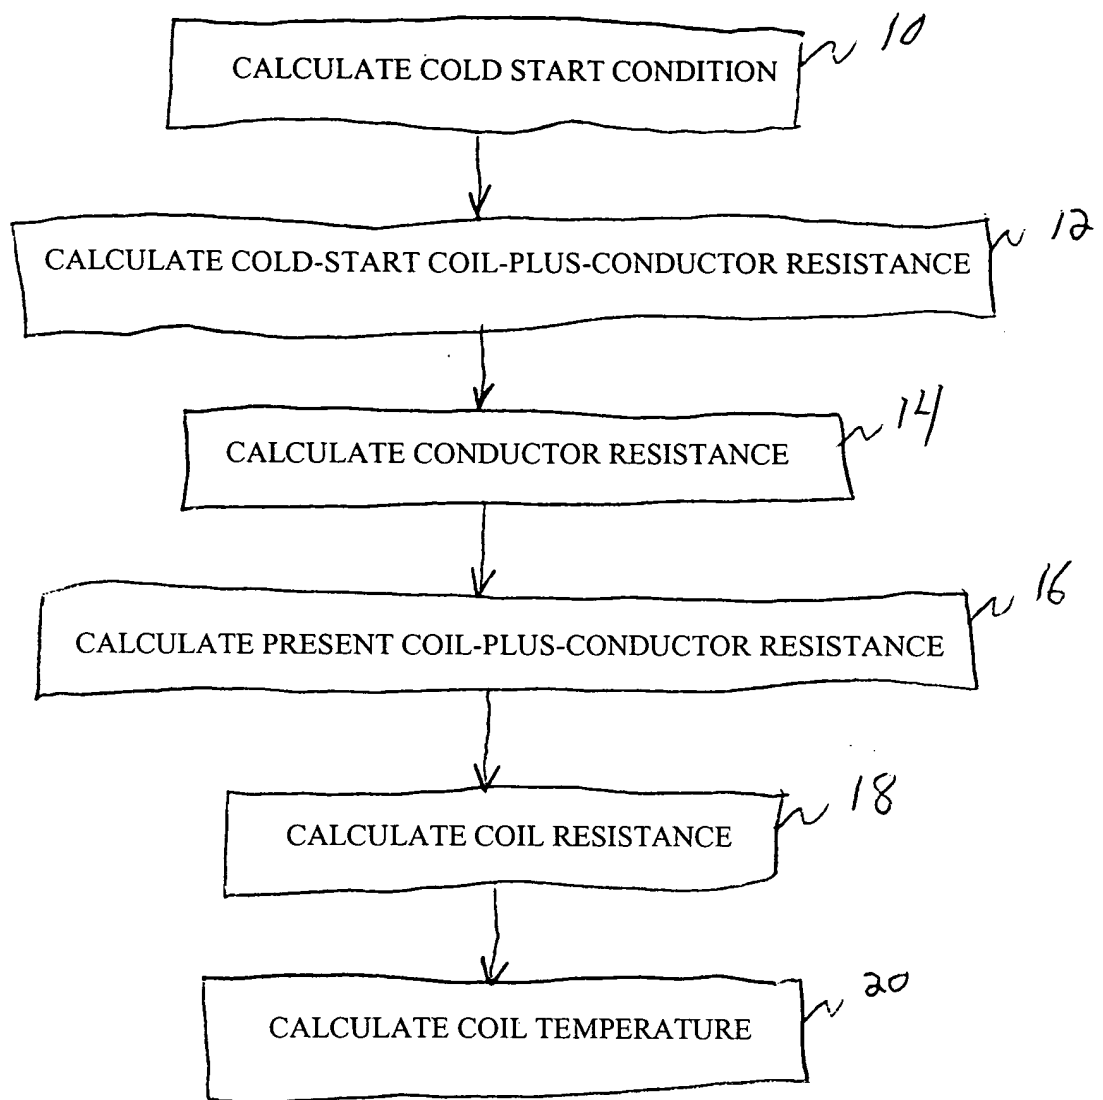 10
CALCULATE COLD START CONDITION
12
CALCULATE COLD-START COIL-PLUS-CONDUCTOR RESISTANCE
14
CALCULATE CONDUCTOR RESISTANCE
16
CALCULATE PRESENT COIL-PLUS-CONDUCTOR RESISTANCE
18
CALCULATE COIL RESISTANCE
20
CALCULATE COIL TEMPERATURE